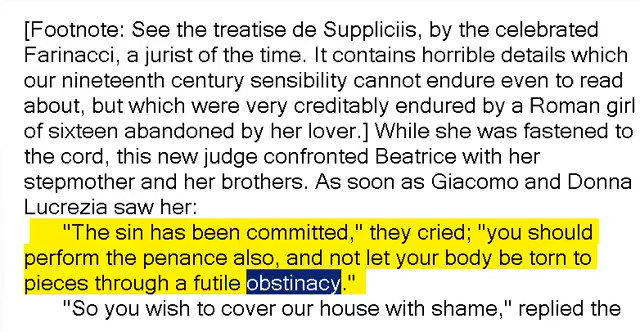 [Footnote: See the treatise de Suppliciis, by the celebrated
Farinacci, a jurist of the time. It contains horrible details which
our nineteenth century sensibility cannot endure even to read
about, but which were very creditably endured by a Roman girl
of sixteen abandoned by her lover.] While she was fastened to
the cord, this new judge confronted Beatrice with her
stepmother and her brothers. As soon as Giacomo and Donna
Lucrezia saw her:
"The sin has been committed," they cried; "you should
perform the penance also, and not let your body be torn to
pieces through a futile obstinacy."
"So you wish to cover our house with shame," replied the